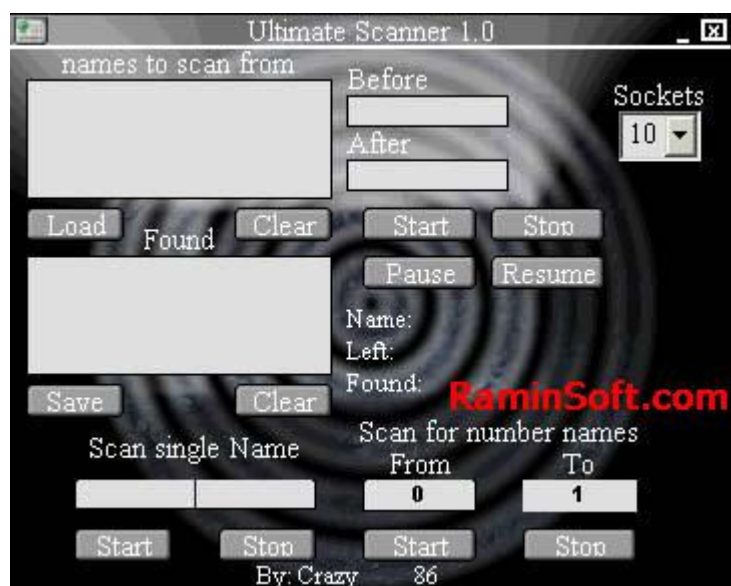 Ultimate Scanner 1.0
names to scan from
Before
After
Sockets
10
Load
Clear
Start
Stop
Found
Pause
Resume
Name:
Left:
Found:
RaminSoft.com
Save
Clear
Scan single Name
Scan for number names
From
To
0
1
Start
Stop
Start
Stop
By: Crazy 86